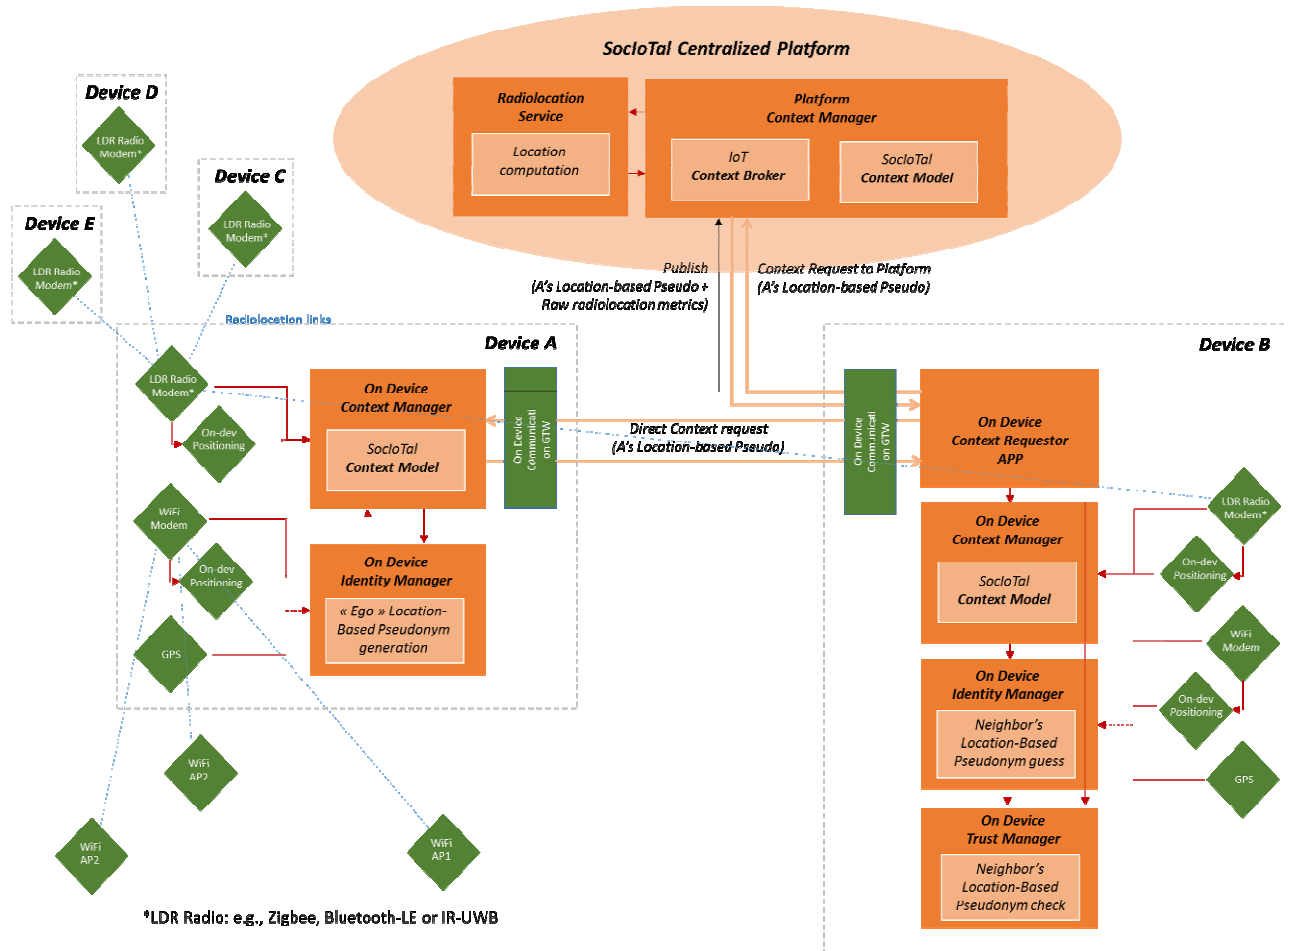 SocIoTal Centralized Platform
Radiolocation
Service
Location
computation
Platform
Context Manager
IoT
Context Broker
SocIoTal
Context Model
Device D
LDR Radio
Modem*
Device C
LDR Radio
Modem*
Device E
LDR Radio
Modem*
Publish
(A's Location-based Pseudo +
Raw radiolocation metrics)
Context Request to Platform
(A's Location-based Pseudo)
Radiolocation links
Device A
LDR Radio
Modem*
On-dev
Positioning
WiFi
Modem
On-dev
Positioning
GPS
On Device
Context Manager
SocIoTal
Context Model
On Device
Identity Manager
« Ego » Location-
Based Pseudonym
generation
On Device
Communicati
on GTW
Direct Context request
(A's Location-based Pseudo)
Device B
On Device
Communicati
on GTW
On Device
Context Requestor
APP
On Device
Context Manager
SocIoTal
Context Model
On Device
Identity Manager
Neighbor's
Location-Based
Pseudonym guess
On Device
Trust Manager
Neighbor's
Location-Based
Pseudonym check
LDR Radio
Modem*
On-dev
Positioning
WiFi
Modem
On-dev
Positioning
GPS
WiFi
AP2
WiFi
AP2
WiFi
AP1
*LDR Radio: e.g., Zigbee, Bluetooth-LE or IR-UWB